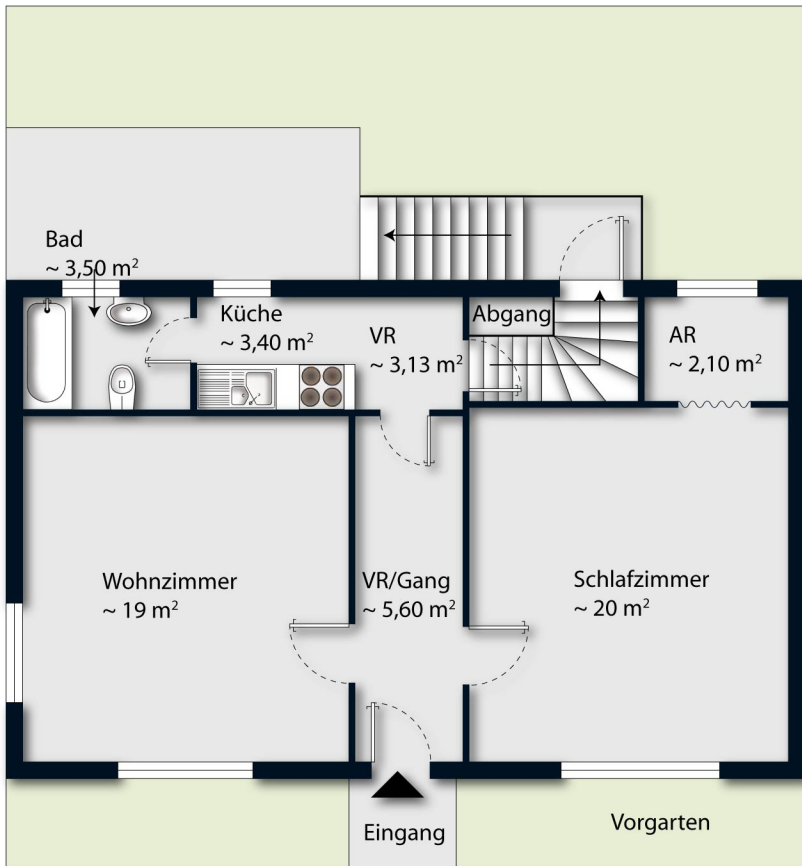 Bad
~ 3,50 m²
Küche
~ 3,40 m²
VR
~ 3,13 m²
Abgang
AR
~ 2,10 m²
Wohnzimmer
~ 19 m²
VR/Gang
~ 5,60 m²
Schlafzimmer
~ 20 m²
Eingang
Vorgarten